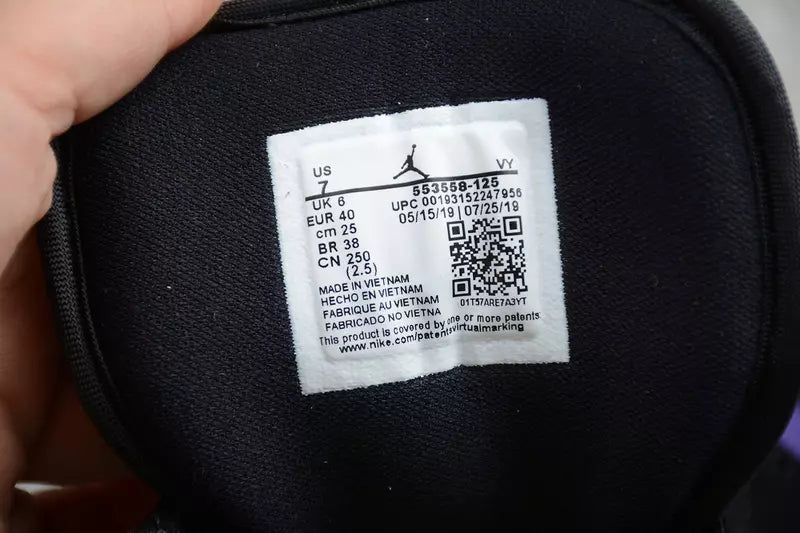 US VY
7 553558-125
UK 6 UPC 00193152247956
EUR 40 05/15/19 | 07/25/19
cm 25
BR 38
CN 250
(2.5)
01T57ARE7A3YT
MADE IN VIETNAM
HECHO EN VIETNAM
FABRIQUE AU VIETNAM
FABRICADO NO VIETNA
This product is covered by one or more patents
www.nike.com/patentsvirtualmarking